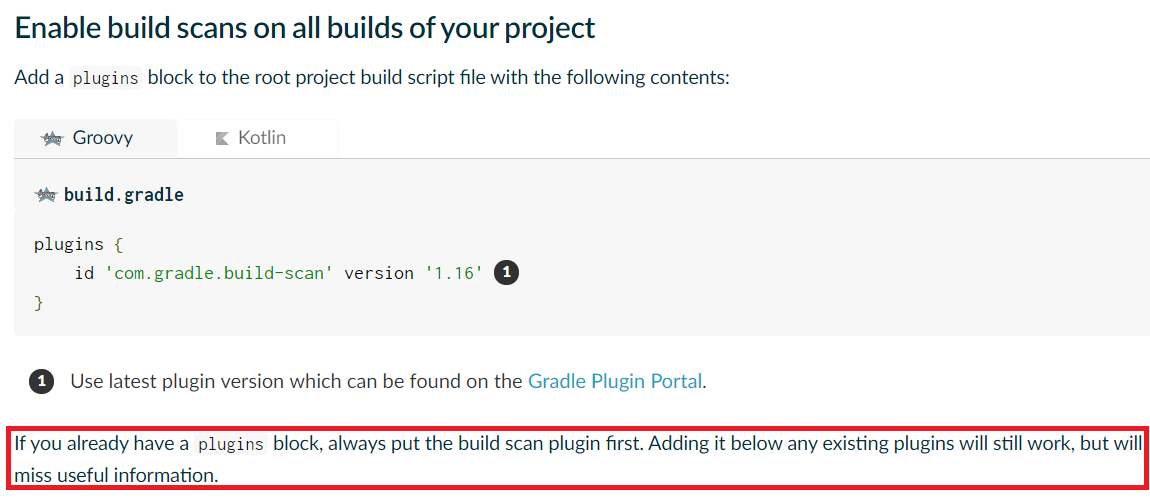 Enable build scans on all builds of your project
Add a plugins block to the root project build script file with the following contents:
Groovy Kotlin
build.gradle
plugins {
    id 'com.gradle.build-scan' version '1.16' 1
}
1 Use latest plugin version which can be found on the Gradle Plugin Portal.
If you already have a plugins block, always put the build scan plugin first. Adding it below any existing plugins will still work, but will
miss useful information.